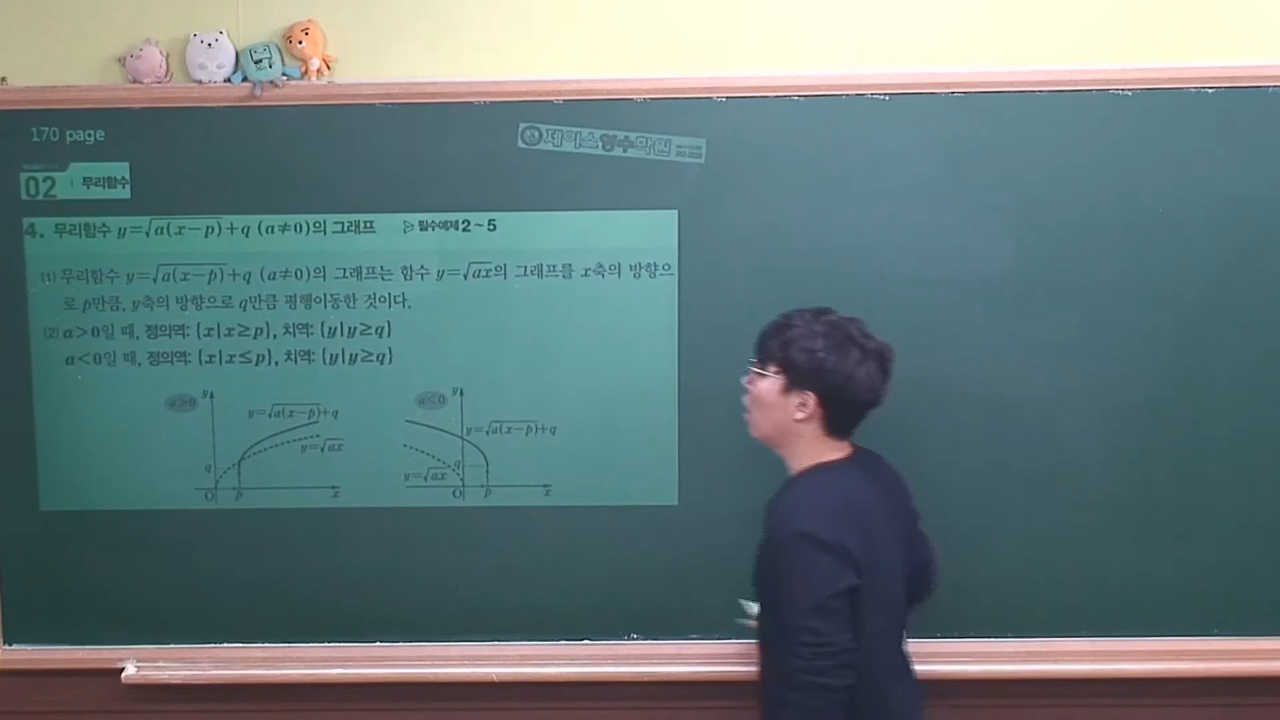 170 page
제이스영수학원
02 무리함수
4. 무리함수 y=√a(x−p)+q (a≠0)의 그래프 ▷ 필수예제 2~5
(1) 무리함수 y=√a(x−p)+q (a≠0)의 그래프는 함수 y=√ax의 그래프를 x축의 방향으
로 p만큼, y축의 방향으로 q만큼 평행이동한 것이다.
(2) a>0일 때, 정의역: {x|x≥p}, 치역: {y|y≥q}
a<0일 때, 정의역: {x|x≤p}, 치역: {y|y≥q}
a>0 y y=√a(x−p)+q y=√ax q O p x
a<0 y y=√a(x−p)+q y=√ax q O p x